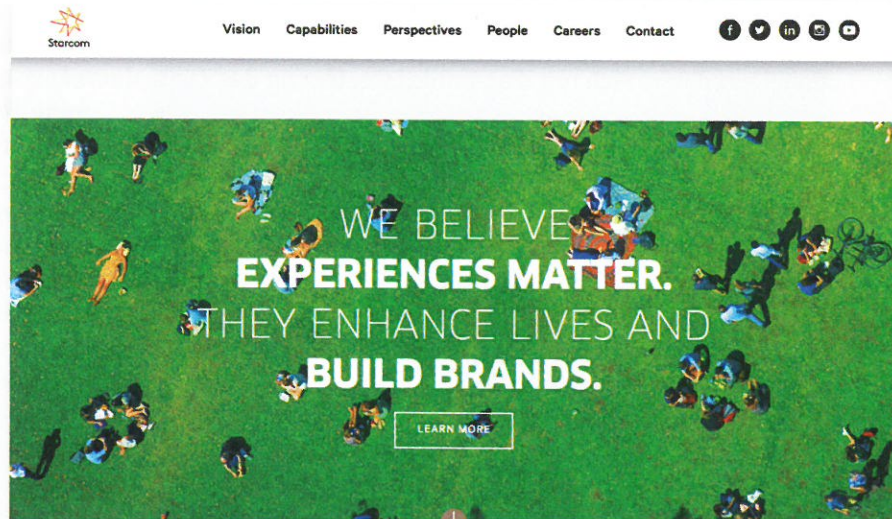 Starcom
Vision Capabilities Perspectives People Careers Contact
WE BELIEVE
EXPERIENCES MATTER.
THEY ENHANCE LIVES AND
BUILD BRANDS.
LEARN MORE